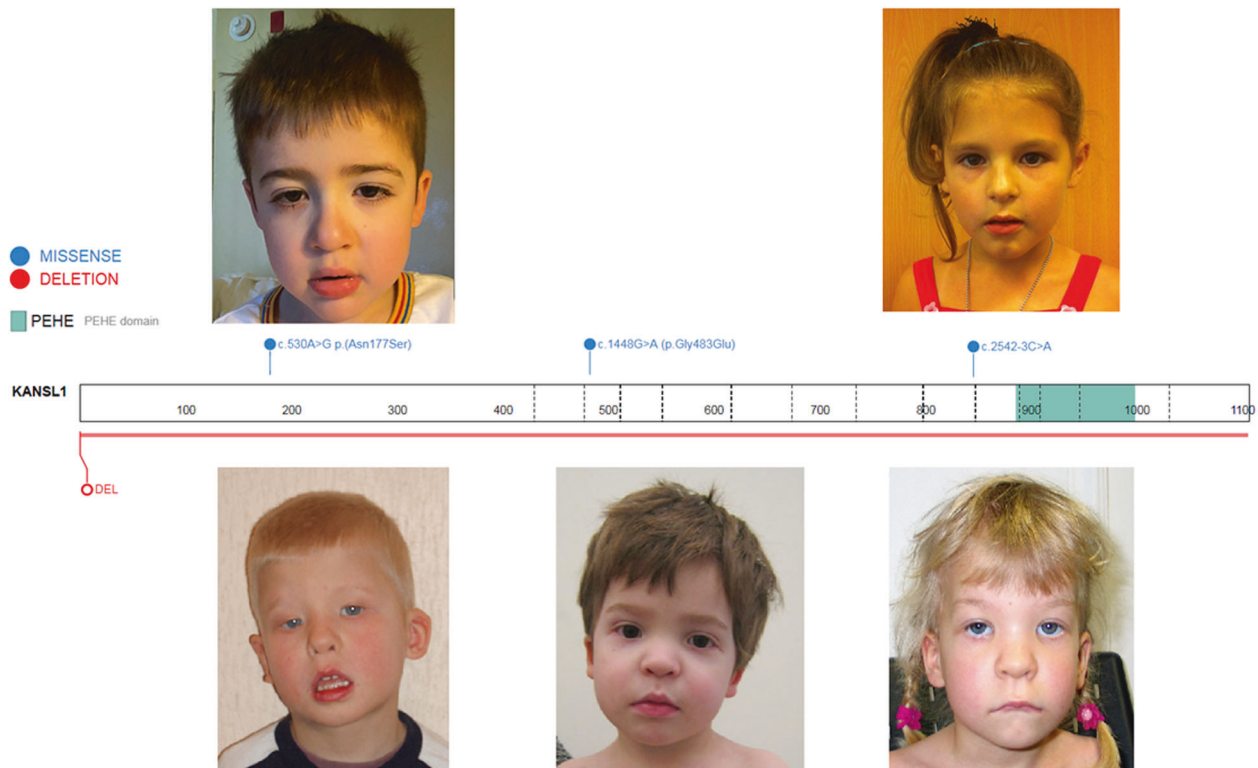 MISSENSE
DELETION
PEHE PEHE domain
c.530A>G p.(Asn177Ser)
c.1448G>A (p.Gly483Glu)
c.2542-3C>A
KANSL1
100 200 300 400 500 600 700 800 900 1000 1100
DEL